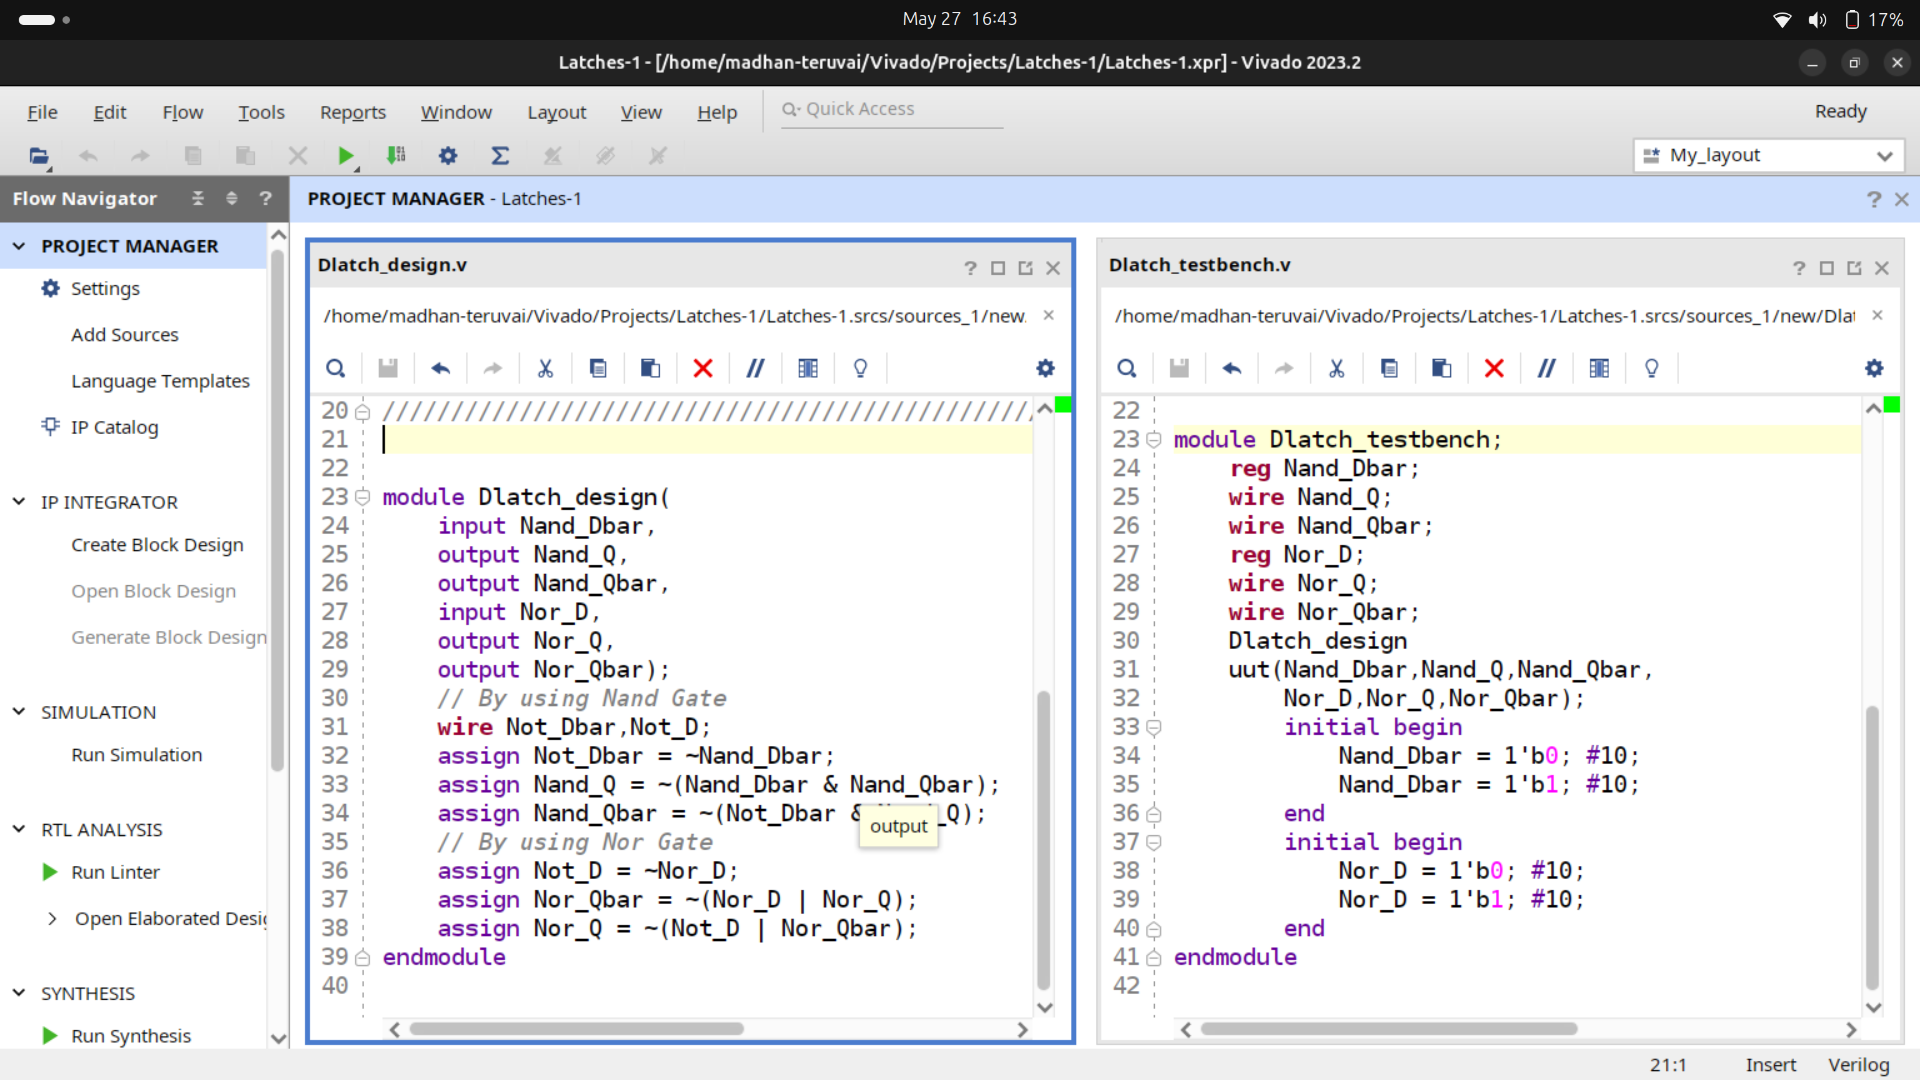 May 27 16:43
17%
Latches-1 - [/home/madhan-teruvai/Vivado/Projects/Latches-1/Latches-1.xpr] - Vivado 2023.2
File Edit Flow Tools Reports Window Layout View Help Quick Access Ready
My_layout
Flow Navigator
PROJECT MANAGER
Settings
Add Sources
Language Templates
IP Catalog
IP INTEGRATOR
Create Block Design
Open Block Design
Generate Block Design
SIMULATION
Run Simulation
RTL ANALYSIS
Run Linter
Open Elaborated Desig
SYNTHESIS
Run Synthesis
PROJECT MANAGER - Latches-1
Dlatch_design.v
/home/madhan-teruvai/Vivado/Projects/Latches-1/Latches-1.srcs/sources_1/new.
20 ////////////////////////////////////////////////
21
22
23 module Dlatch_design(
24 input Nand_Dbar,
25 output Nand_Q,
26 output Nand_Qbar,
27 input Nor_D,
28 output Nor_Q,
29 output Nor_Qbar);
30 // By using Nand Gate
31 wire Not_Dbar,Not_D;
32 assign Not_Dbar = ~Nand_Dbar;
33 assign Nand_Q = ~(Nand_Dbar & Nand_Qbar);
34 assign Nand_Qbar = ~(Not_Dbar & _Q);
output
35 // By using Nor Gate
36 assign Not_D = ~Nor_D;
37 assign Nor_Qbar = ~(Nor_D | Nor_Q);
38 assign Nor_Q = ~(Not_D | Nor_Qbar);
39 endmodule
40
Dlatch_testbench.v
/home/madhan-teruvai/Vivado/Projects/Latches-1/Latches-1.srcs/sources_1/new/Dlat
22
23 module Dlatch_testbench;
24 reg Nand_Dbar;
25 wire Nand_Q;
26 wire Nand_Qbar;
27 reg Nor_D;
28 wire Nor_Q;
29 wire Nor_Qbar;
30 Dlatch_design
31 uut(Nand_Dbar,Nand_Q,Nand_Qbar,
32 Nor_D,Nor_Q,Nor_Qbar);
33 initial begin
34 Nand_Dbar = 1'b0; #10;
35 Nand_Dbar = 1'b1; #10;
36 end
37 initial begin
38 Nor_D = 1'b0; #10;
39 Nor_D = 1'b1; #10;
40 end
41 endmodule
42
21:1 Insert Verilog